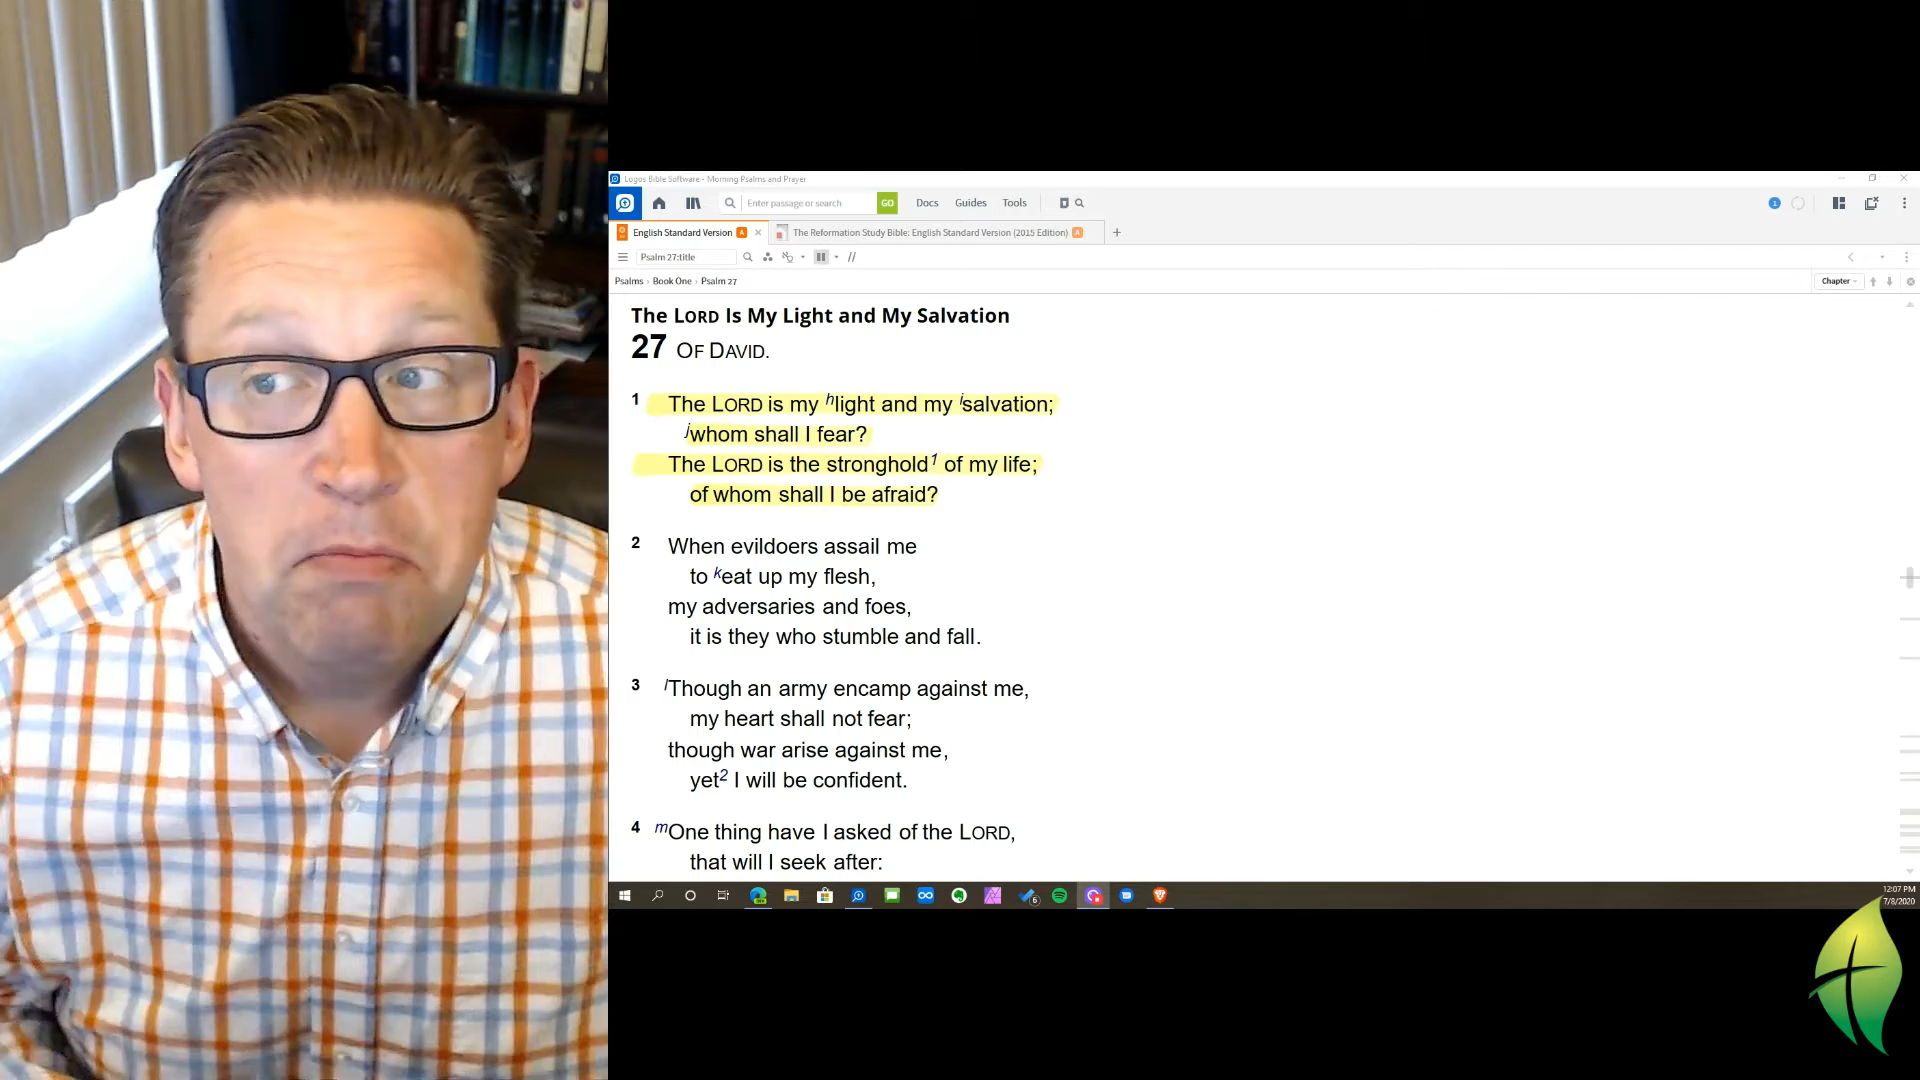 Logos Bible Software - Morning Psalms and Prayer
Enter passage or search GO Docs Guides Tools 1
English Standard Version A The Reformation Study Bible: English Standard Version (2015 Edition) A
Psalm 27:title
Psalms › Book One › Psalm 27 Chapter
The LORD Is My Light and My Salvation
27 OF DAVID.
1 The LORD is my hlight and my isalvation;
jwhom shall I fear?
The LORD is the stronghold1 of my life;
of whom shall I be afraid?
2 When evildoers assail me
to keat up my flesh,
my adversaries and foes,
it is they who stumble and fall.
3 lThough an army encamp against me,
my heart shall not fear;
though war arise against me,
yet2 I will be confident.
4 mOne thing have I asked of the LORD,
that will I seek after:
6
12:07 PM
7/8/2020